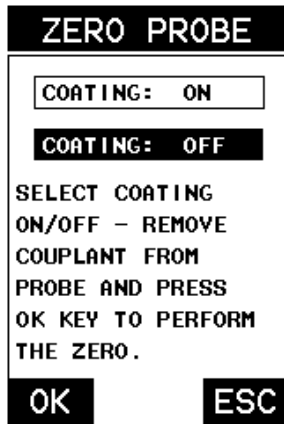 ZERO PROBE
COATING: ON
COATING: OFF
SELECT COATING
ON/OFF - REMOVE
COUPLANT FROM
PROBE AND PRESS
OK KEY TO PERFORM
THE ZERO.
OK ESC